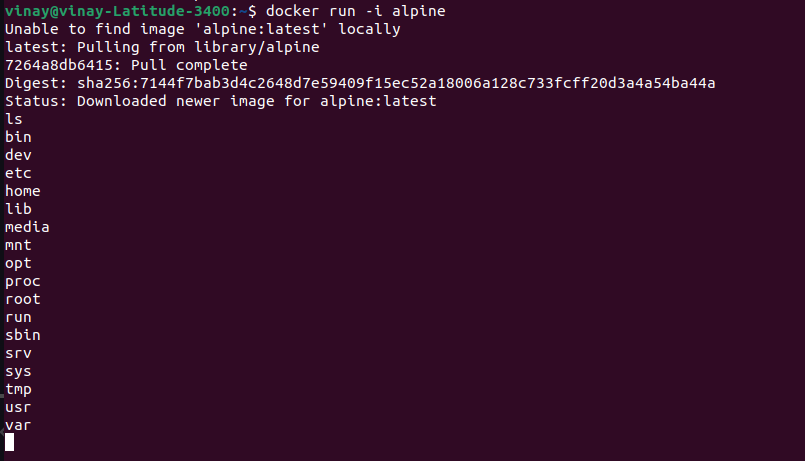 vinay@vinay-Latitude-3400:~$ docker run -i alpine
Unable to find image 'alpine:latest' locally
latest: Pulling from library/alpine
7264a8db6415: Pull complete
Digest: sha256:7144f7bab3d4c2648d7e59409f15ec52a18006a128c733fcff20d3a4a54ba44a
Status: Downloaded newer image for alpine:latest
ls
bin
dev
etc
home
lib
media
mnt
opt
proc
root
run
sbin
srv
sys
tmp
usr
var